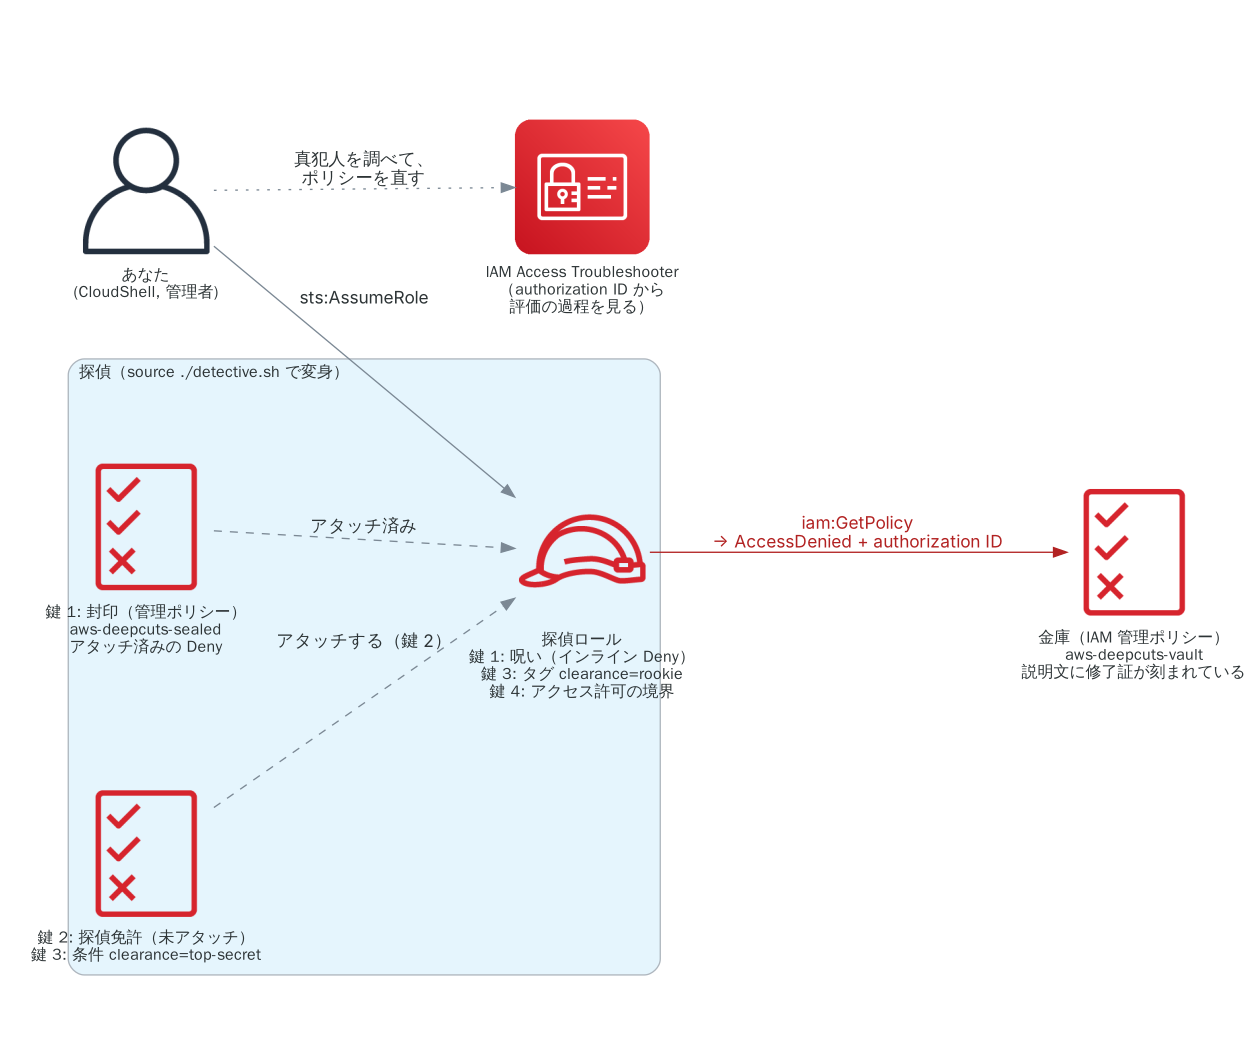 真犯人を調べて、
ポリシーを直す
あなた
(CloudShell, 管理者)
IAM Access Troubleshooter
（authorization ID から
評価の過程を見る）
sts:AssumeRole
探偵（source ./detective.sh で変身）
アタッチ済み
iam:GetPolicy
→ AccessDenied + authorization ID
鍵 1: 封印（管理ポリシー）
aws-deepcuts-sealed
アタッチ済みの Deny
アタッチする（鍵 2）
探偵ロール
鍵 1: 呪い（インライン Deny）
鍵 3: タグ clearance=rookie
鍵 4: アクセス許可の境界
金庫（IAM 管理ポリシー）
aws-deepcuts-vault
説明文に修了証が刻まれている
鍵 2: 探偵免許（未アタッチ）
鍵 3: 条件 clearance=top-secret